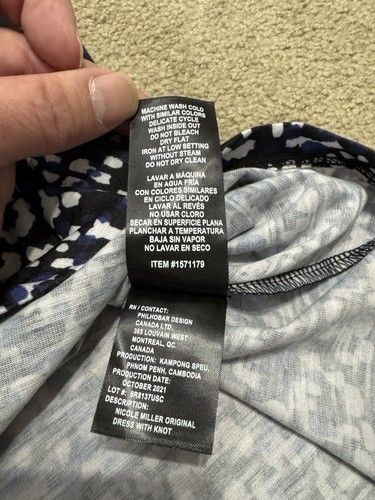 MACHINE WASH COLD
WITH SIMILAR COLORS
DELICATE CYCLE
WASH INSIDE OUT
DO NOT BLEACH
DRY FLAT
IRON AT LOW SETTING
WITHOUT STEAM
DO NOT DRY CLEAN
LAVAR A MÁQUINA
EN AGUA FRÍA
CON COLORES SIMILARES
EN CICLO DELICADO
LAVAR AL REVÉS
NO USAR CLORO
SECAR EN SUPERFICIE PLANA
PLANCHAR A TEMPERATURA
BAJA SIN VAPOR
NO LAVAR EN SECO
ITEM #1571179
RN / CONTACT:
PHILHOBAR DESIGN
CANADA LTD.
365 LOUVAIN WEST
MONTREAL, QC.
CANADA
PRODUCTION: KAMPONG SPEU,
PHNOM PENH, CAMBODIA
PRODUCTION DATE:
OCTOBER 2021
LOT #: SR8137USC
DESCRIPTION:
NICOLE MILLER ORIGINAL
DRESS WITH KNOT